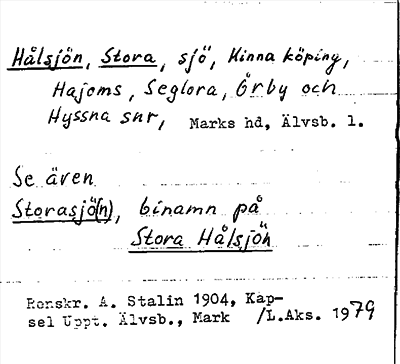 Hålsjön, Stora, sjö, Kinna köping,
Hajoms, Seglora, Örby och
Hyssna snr, Marks hd, Älvsb. l.
Se även
Storasjö(n), binamn på
Stora Hålsjön
Renskr. A. Stalin 1904, Kap-
sel Uppt. Älvsb., Mark /L.Aks. 1979